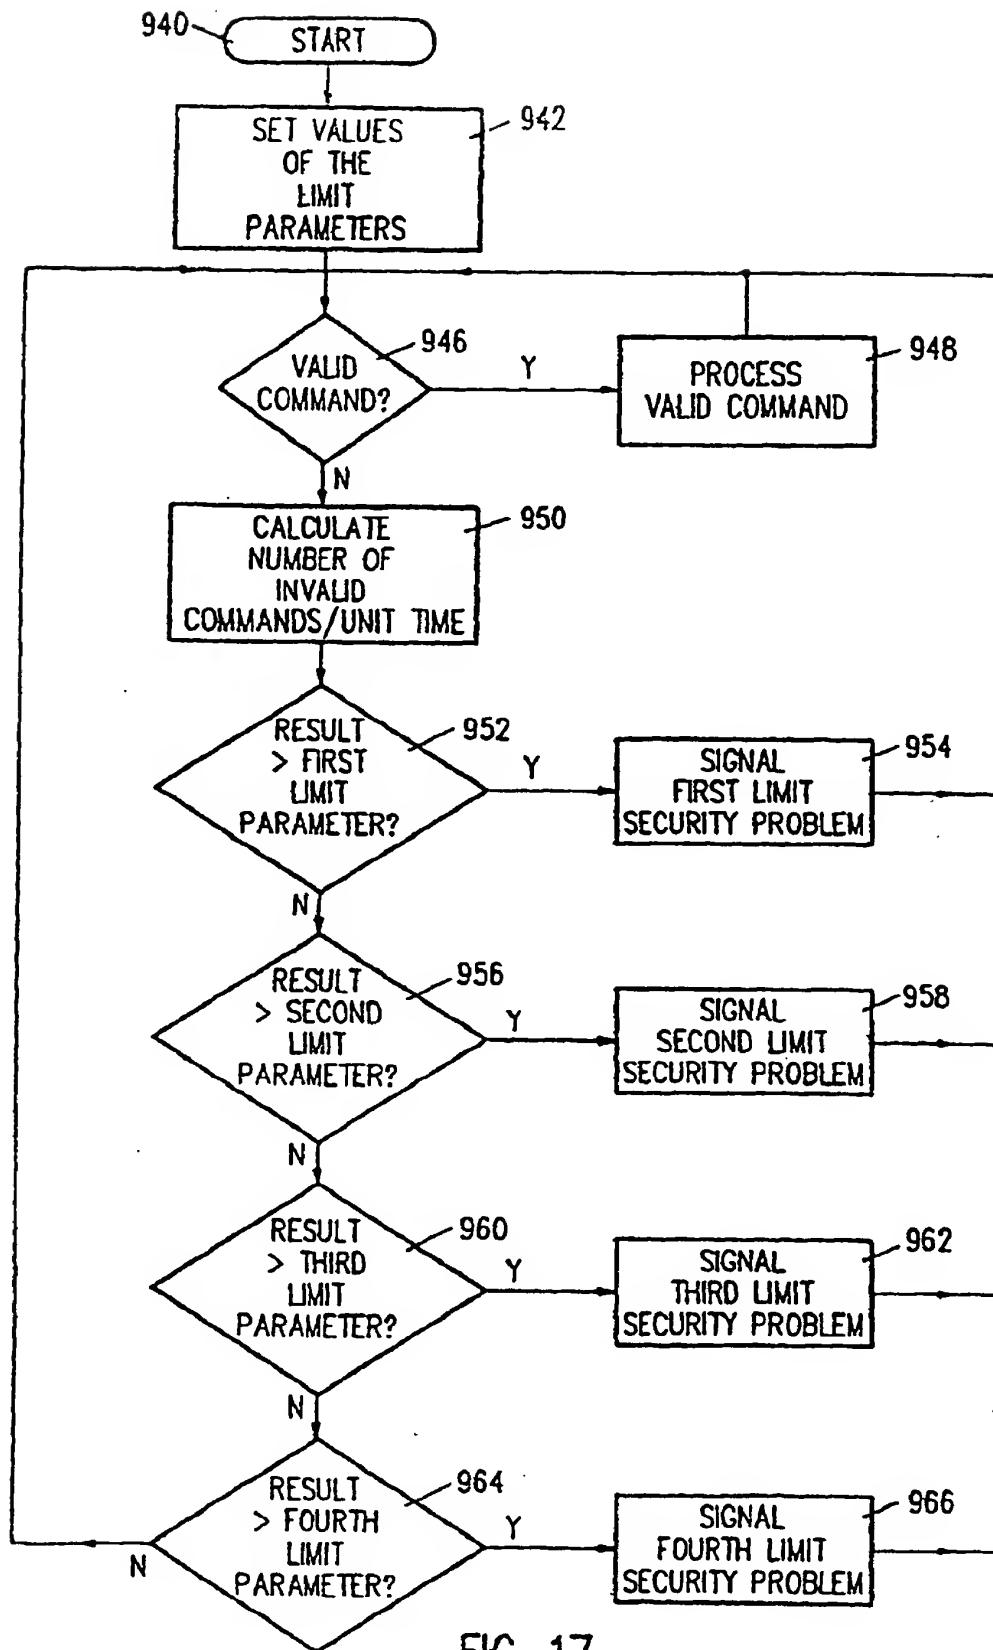 940
START
942
SET VALUES
OF THE
LIMIT
PARAMETERS
946
VALID
COMMAND?
Y
948
PROCESS
VALID COMMAND
N
950
CALCULATE
NUMBER OF
INVALID
COMMANDS/UNIT TIME
952
RESULT
> FIRST
LIMIT
PARAMETER?
Y
954
SIGNAL
FIRST LIMIT
SECURITY PROBLEM
N
956
RESULT
> SECOND
LIMIT
PARAMETER?
Y
958
SIGNAL
SECOND LIMIT
SECURITY PROBLEM
N
960
RESULT
> THIRD
LIMIT
PARAMETER?
Y
962
SIGNAL
THIRD LIMIT
SECURITY PROBLEM
N
964
RESULT
> FOURTH
LIMIT
PARAMETER?
Y
966
SIGNAL
FOURTH LIMIT
SECURITY PROBLEM
N
FIG. 17